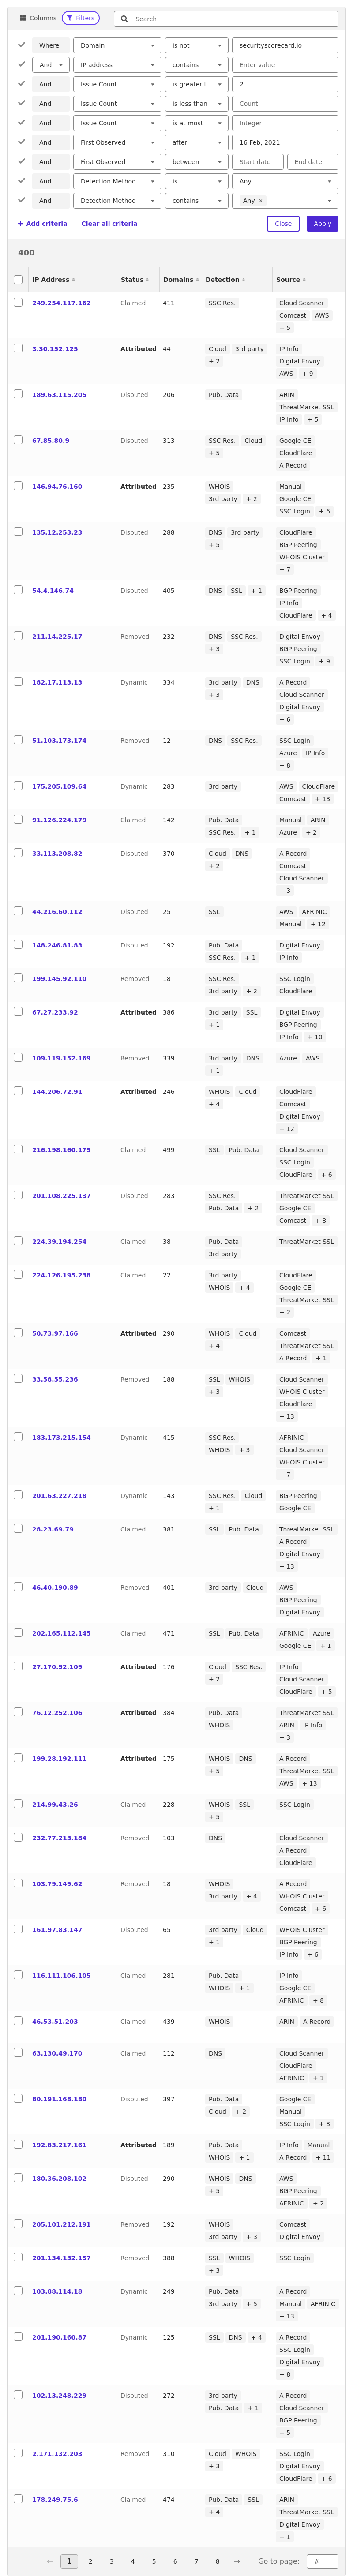 Columns Filters Search
Where Domain is not securityscorecard.io
And IP address contains Enter value
And Issue Count is greater t... 2
And Issue Count is less than Count
And Issue Count is at most Integer
And First Observed after 16 Feb, 2021
And First Observed between Start date End date
And Detection Method is Any
And Detection Method contains Any ×
+ Add criteria Clear all criteria Close Apply
400
IP Address Status Domains Detection Source
249.254.117.162 Claimed 411 SSC Res. Cloud Scanner
Comcast AWS
+ 5
3.30.152.125 Attributed 44 Cloud 3rd party IP Info
+ 2 Digital Envoy
AWS + 9
189.63.115.205 Disputed 206 Pub. Data ARIN
ThreatMarket SSL
IP Info + 5
67.85.80.9 Disputed 313 SSC Res. Cloud Google CE
+ 5 CloudFlare
A Record
146.94.76.160 Attributed 235 WHOIS Manual
3rd party + 2 Google CE
SSC Login + 6
135.12.253.23 Disputed 288 DNS 3rd party CloudFlare
+ 5 BGP Peering
WHOIS Cluster
+ 7
54.4.146.74 Disputed 405 DNS SSL + 1 BGP Peering
IP Info
CloudFlare + 4
211.14.225.17 Removed 232 DNS SSC Res. Digital Envoy
+ 3 BGP Peering
SSC Login + 9
182.17.113.13 Dynamic 334 3rd party DNS A Record
+ 3 Cloud Scanner
Digital Envoy
+ 6
51.103.173.174 Removed 12 DNS SSC Res. SSC Login
Azure IP Info
+ 8
175.205.109.64 Dynamic 283 3rd party AWS CloudFlare
Comcast + 13
91.126.224.179 Claimed 142 Pub. Data Manual ARIN
SSC Res. + 1 Azure + 2
33.113.208.82 Disputed 370 Cloud DNS A Record
+ 2 Comcast
Cloud Scanner
+ 3
44.216.60.112 Disputed 25 SSL AWS AFRINIC
Manual + 12
148.246.81.83 Disputed 192 Pub. Data Digital Envoy
SSC Res. + 1 IP Info
199.145.92.110 Removed 18 SSC Res. SSC Login
3rd party + 2 CloudFlare
67.27.233.92 Attributed 386 3rd party SSL Digital Envoy
+ 1 BGP Peering
IP Info + 10
109.119.152.169 Removed 339 3rd party DNS Azure AWS
+ 1
144.206.72.91 Attributed 246 WHOIS Cloud CloudFlare
+ 4 Comcast
Digital Envoy
+ 12
216.198.160.175 Claimed 499 SSL Pub. Data Cloud Scanner
SSC Login
CloudFlare + 6
201.108.225.137 Disputed 283 SSC Res. ThreatMarket SSL
Pub. Data + 2 Google CE
Comcast + 8
224.39.194.254 Claimed 38 Pub. Data ThreatMarket SSL
3rd party
224.126.195.238 Claimed 22 3rd party CloudFlare
WHOIS + 4 Google CE
ThreatMarket SSL
+ 2
50.73.97.166 Attributed 290 WHOIS Cloud Comcast
+ 4 ThreatMarket SSL
A Record + 1
33.58.55.236 Removed 188 SSL WHOIS Cloud Scanner
+ 3 WHOIS Cluster
CloudFlare
+ 13
183.173.215.154 Dynamic 415 SSC Res. AFRINIC
WHOIS + 3 Cloud Scanner
WHOIS Cluster
+ 7
201.63.227.218 Dynamic 143 SSC Res. Cloud BGP Peering
+ 1 Google CE
28.23.69.79 Claimed 381 SSL Pub. Data ThreatMarket SSL
A Record
Digital Envoy
+ 13
46.40.190.89 Removed 401 3rd party Cloud AWS
BGP Peering
Digital Envoy
202.165.112.145 Claimed 471 SSL Pub. Data AFRINIC Azure
Google CE + 1
27.170.92.109 Attributed 176 Cloud SSC Res. IP Info
+ 2 Cloud Scanner
CloudFlare + 5
76.12.252.106 Attributed 384 Pub. Data ThreatMarket SSL
WHOIS ARIN IP Info
+ 3
199.28.192.111 Attributed 175 WHOIS DNS A Record
+ 5 ThreatMarket SSL
AWS + 13
214.99.43.26 Claimed 228 WHOIS SSL SSC Login
+ 5
232.77.213.184 Removed 103 DNS Cloud Scanner
A Record
CloudFlare
103.79.149.62 Removed 18 WHOIS A Record
3rd party + 4 WHOIS Cluster
Comcast + 6
161.97.83.147 Disputed 65 3rd party Cloud WHOIS Cluster
+ 1 BGP Peering
IP Info + 6
116.111.106.105 Claimed 281 Pub. Data IP Info
WHOIS + 1 Google CE
AFRINIC + 8
46.53.51.203 Claimed 439 WHOIS ARIN A Record
63.130.49.170 Claimed 112 DNS Cloud Scanner
CloudFlare
AFRINIC + 1
80.191.168.180 Disputed 397 Pub. Data Google CE
Cloud + 2 Manual
SSC Login + 8
192.83.217.161 Attributed 189 Pub. Data IP Info Manual
WHOIS + 1 A Record + 11
180.36.208.102 Disputed 290 WHOIS DNS AWS
+ 5 BGP Peering
AFRINIC + 2
205.101.212.191 Removed 192 WHOIS Comcast
3rd party + 3 Digital Envoy
201.134.132.157 Removed 388 SSL WHOIS SSC Login
+ 3
103.88.114.18 Dynamic 249 Pub. Data A Record
3rd party + 5 Manual AFRINIC
+ 13
201.190.160.87 Dynamic 125 SSL DNS + 4 A Record
SSC Login
Digital Envoy
+ 8
102.13.248.229 Disputed 272 3rd party A Record
Pub. Data + 1 Cloud Scanner
BGP Peering
+ 5
2.171.132.203 Removed 310 Cloud WHOIS SSC Login
+ 3 Digital Envoy
CloudFlare + 6
178.249.75.6 Claimed 474 Pub. Data SSL ARIN
+ 4 ThreatMarket SSL
Digital Envoy
+ 1
← 1 2 3 4 5 6 7 8 → Go to page: #